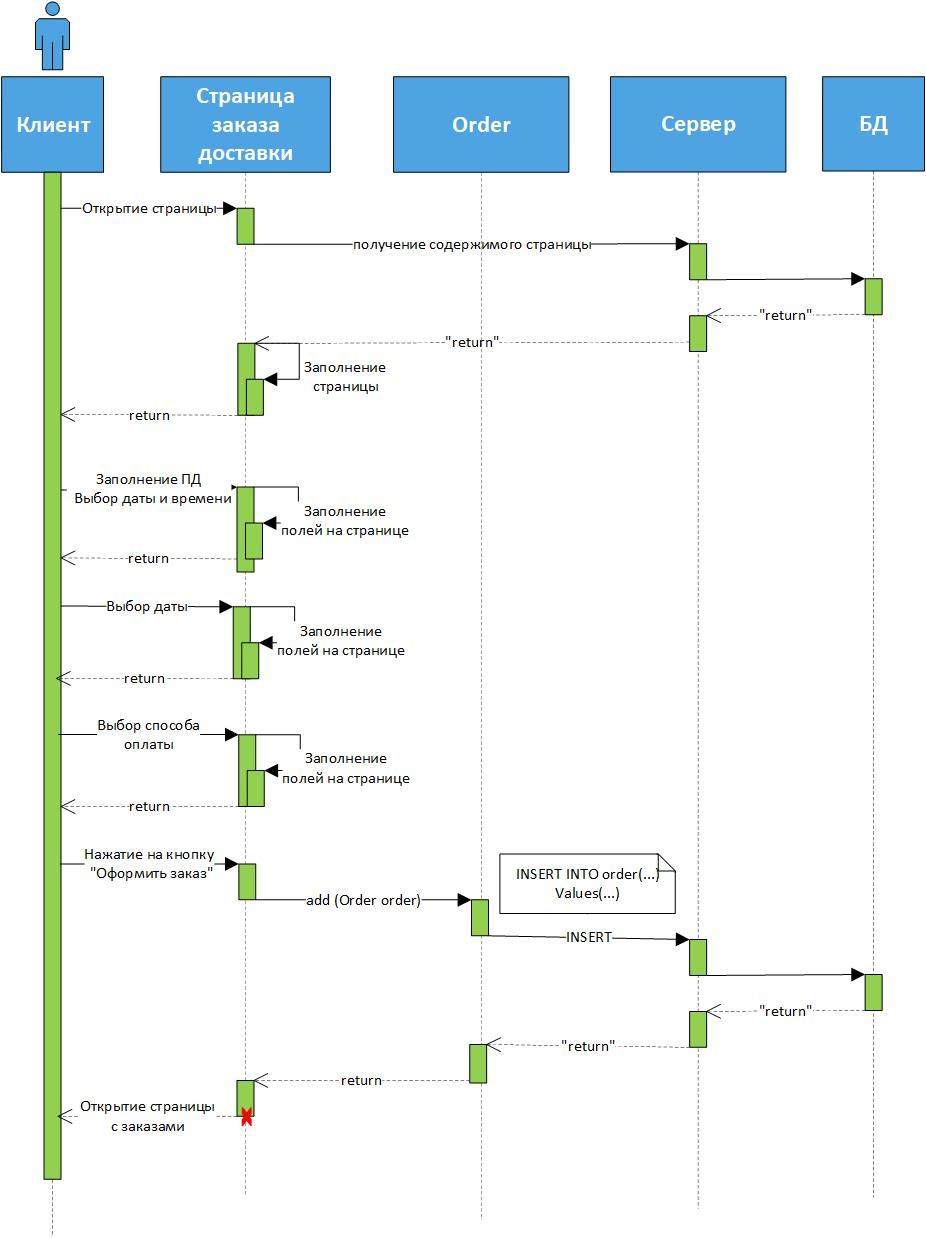 Клиент
Страница
заказа
доставки
Order
Сервер
БД
Открытие страницы
получение содержимого страницы
"return"
"return"
Заполнение
страницы
return
Заполнение ПД
Выбор даты и времени
Заполнение
полей на странице
return
Выбор даты
Заполнение
полей на странице
return
Выбор способа
оплаты
Заполнение
полей на странице
return
Нажатие на кнопку
"Оформить заказ"
INSERT INTO order(...)
Values(...)
add (Order order)
INSERT
"return"
"return"
return
Открытие страницы
с заказами